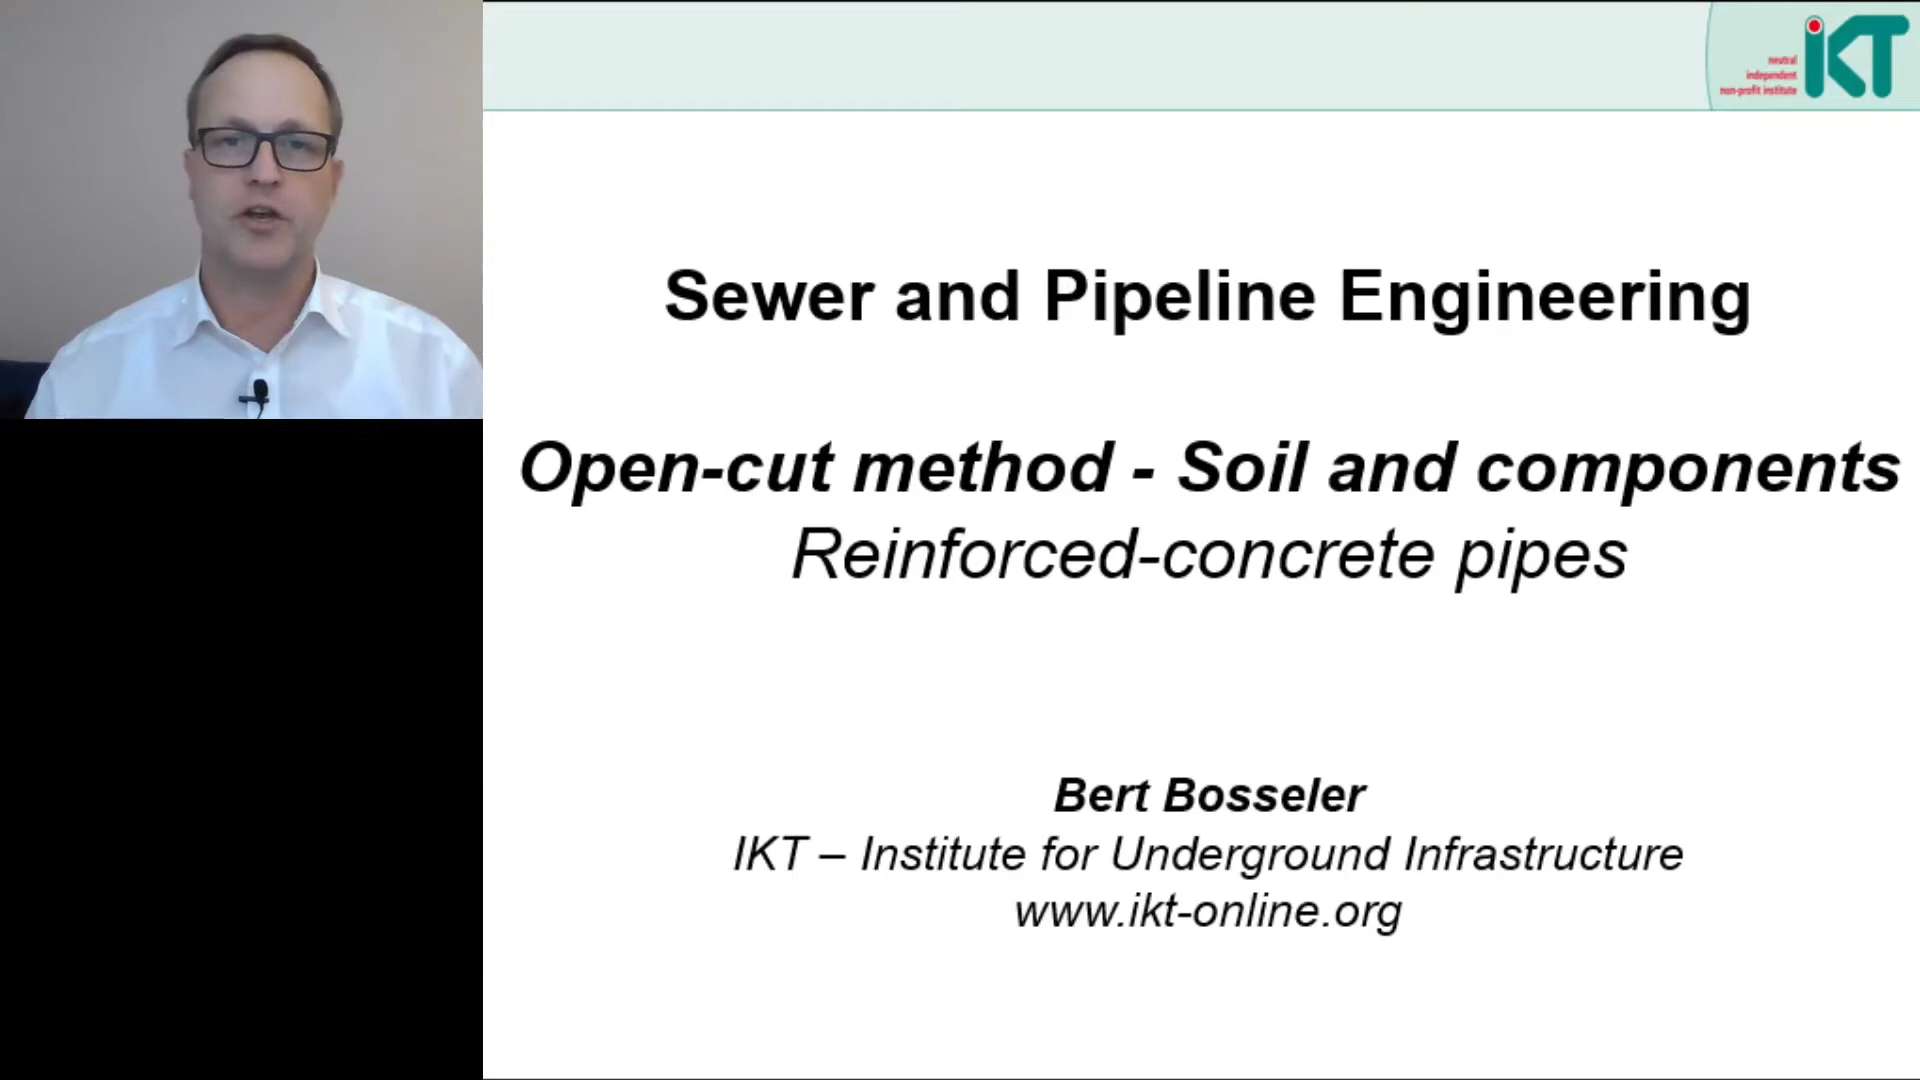 neutral
independent
non-profit institute
iKT
Sewer and Pipeline Engineering
Open-cut method - Soil and components
Reinforced-concrete pipes
Bert Bosseler
IKT – Institute for Underground Infrastructure
www.ikt-online.org